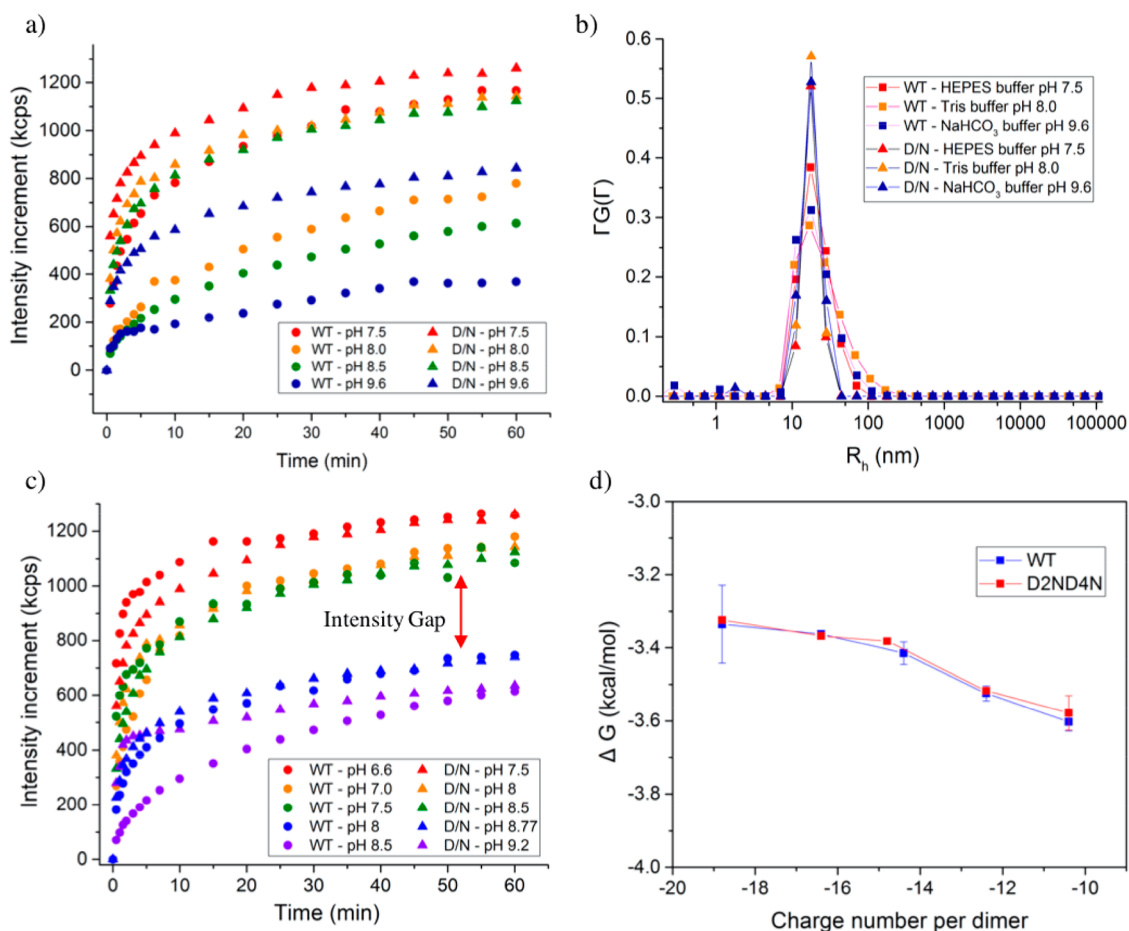 a)
Intensity increment (kcps)
1200
1000
800
600
400
200
0
0 10 20 30 40 50 60
Time (min)
WT - pH 7.5 D/N - pH 7.5
WT - pH 8.0 D/N - pH 8.0
WT - pH 8.5 D/N - pH 8.5
WT - pH 9.6 D/N - pH 9.6
b)
ΓG(Γ)
0.6
0.5
0.4
0.3
0.2
0.1
0.0
1 10 100 1000 10000 100000
Rₕ (nm)
WT - HEPES buffer pH 7.5
WT - Tris buffer pH 8.0
WT - NaHCO₃ buffer pH 9.6
D/N - HEPES buffer pH 7.5
D/N - Tris buffer pH 8.0
D/N - NaHCO₃ buffer pH 9.6
c)
Intensity increment (kcps)
1200
1000
800
600
400
200
0
0 10 20 30 40 50 60
Time (min)
Intensity Gap
WT - pH 6.6 D/N - pH 7.5
WT - pH 7.0 D/N - pH 8
WT - pH 7.5 D/N - pH 8.5
WT - pH 8 D/N - pH 8.77
WT - pH 8.5 D/N - pH 9.2
d)
Δ G (kcal/mol)
-3.0
-3.2
-3.4
-3.6
-3.8
-4.0
-20 -18 -16 -14 -12 -10
Charge number per dimer
WT
D2ND4N